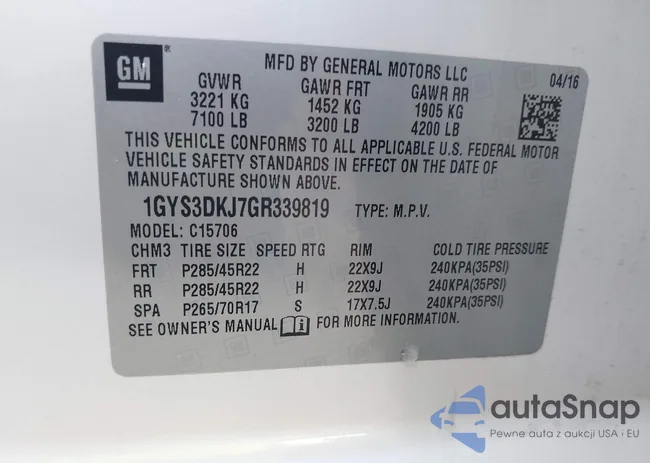 GM
MFD BY GENERAL MOTORS LLC
04/16
GVWR GAWR FRT GAWR RR
3221 KG 1452 KG 1905 KG
7100 LB 3200 LB 4200 LB
THIS VEHICLE CONFORMS TO ALL APPLICABLE U.S. FEDERAL MOTOR
VEHICLE SAFETY STANDARDS IN EFFECT ON THE DATE OF
MANUFACTURE SHOWN ABOVE.
1GYS3DKJ7GR339819 TYPE: M.P.V.
MODEL: C15706
CHM3 TIRE SIZE SPEED RTG RIM COLD TIRE PRESSURE
FRT P285/45R22 H 22X9J 240KPA(35PSI)
RR P285/45R22 H 22X9J 240KPA(35PSI)
SPA P265/70R17 S 17X7.5J 240KPA(35PSI)
SEE OWNER'S MANUAL FOR MORE INFORMATION.
autaSnap
Pewne auta z aukcji USA i EU